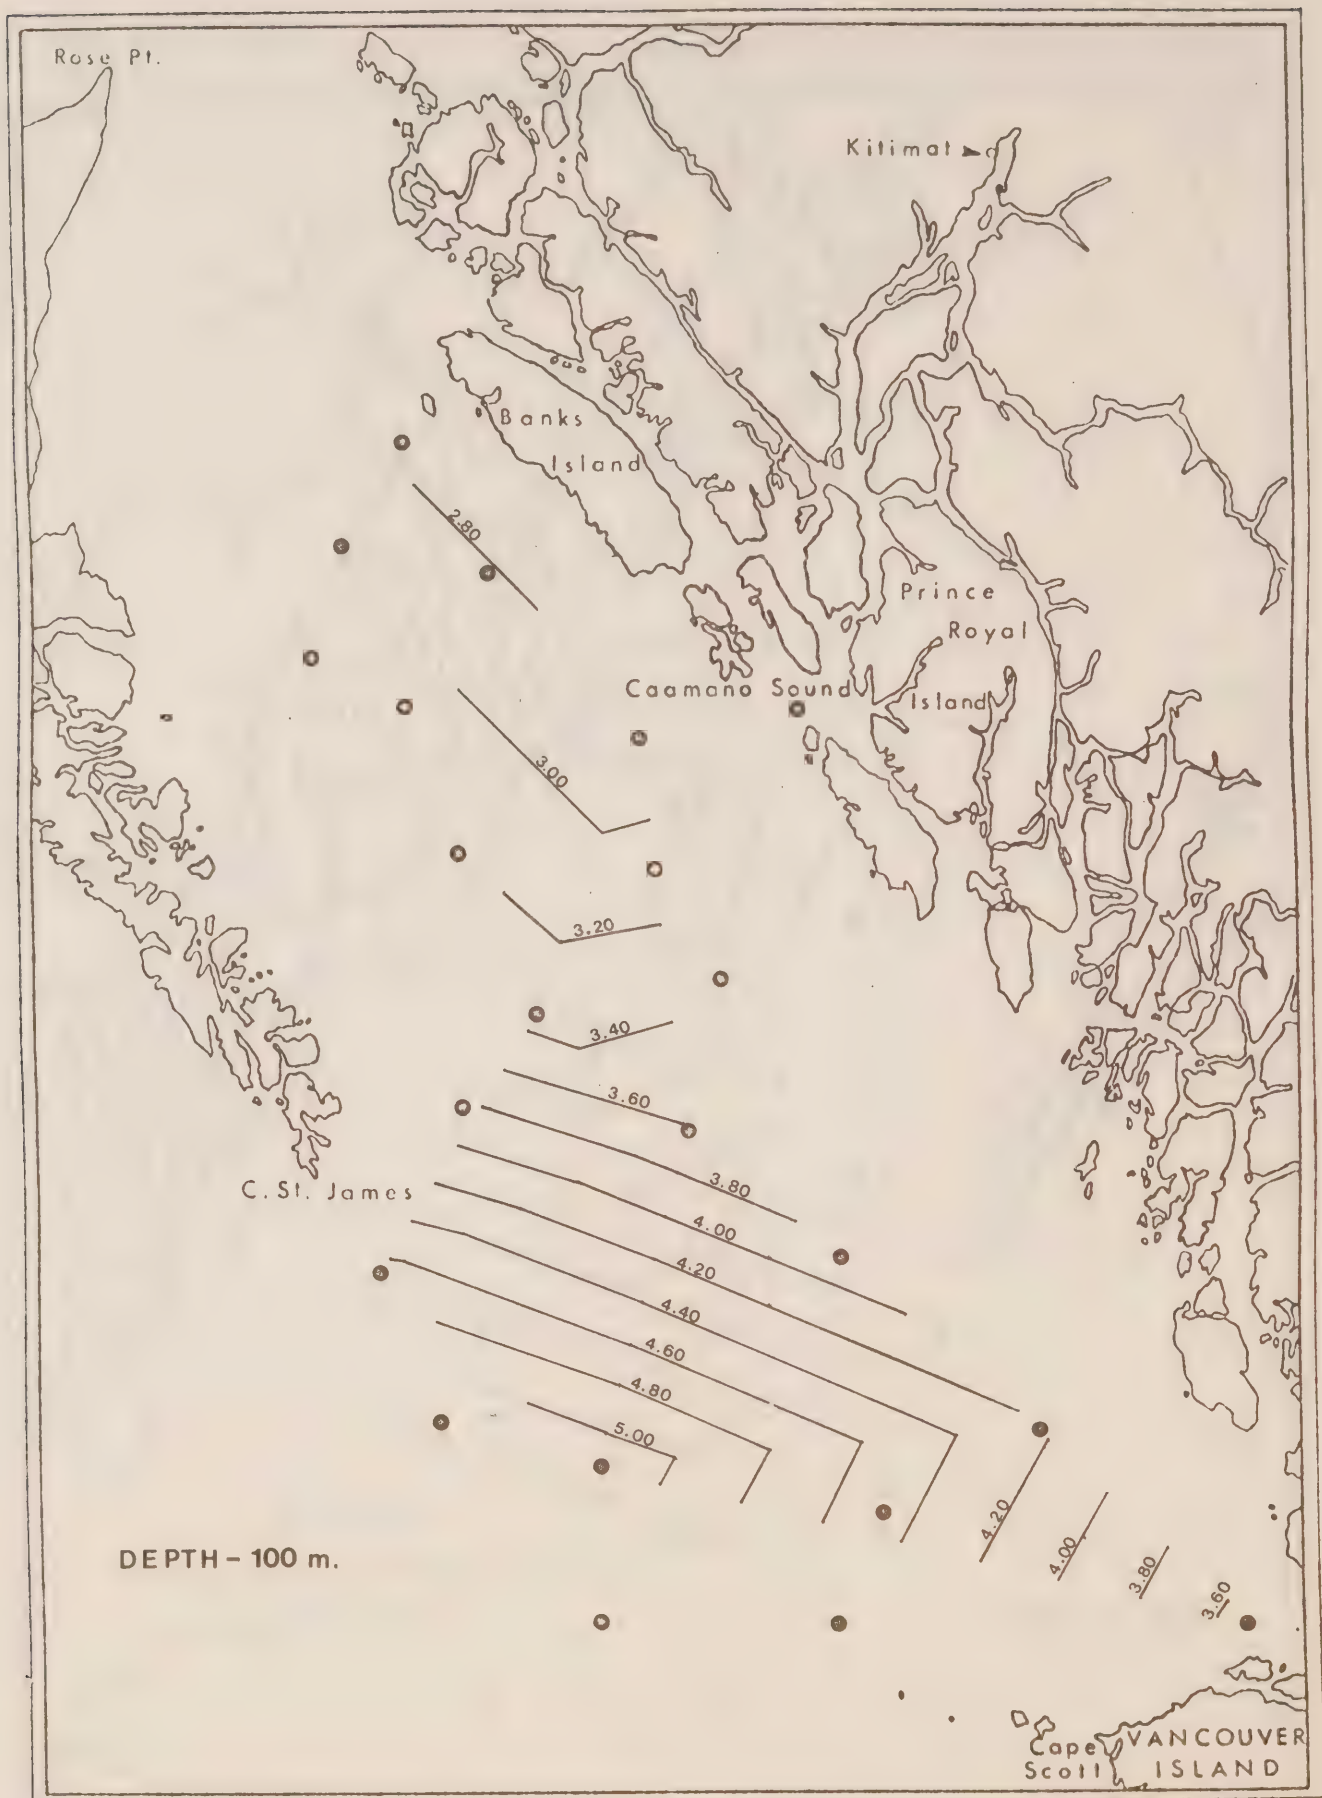 Rose Pt.
Kitimat
Banks
Island
2.80
Prince
Royal
Island
Caamano Sound
3.00
3.20
3.40
3.60
3.80
C. St. James
4.00
4.20
4.40
4.60
4.80
5.00
4.20
4.00
3.80
3.60
DEPTH – 100 m.
Cape
Scott
VANCOUVER
ISLAND